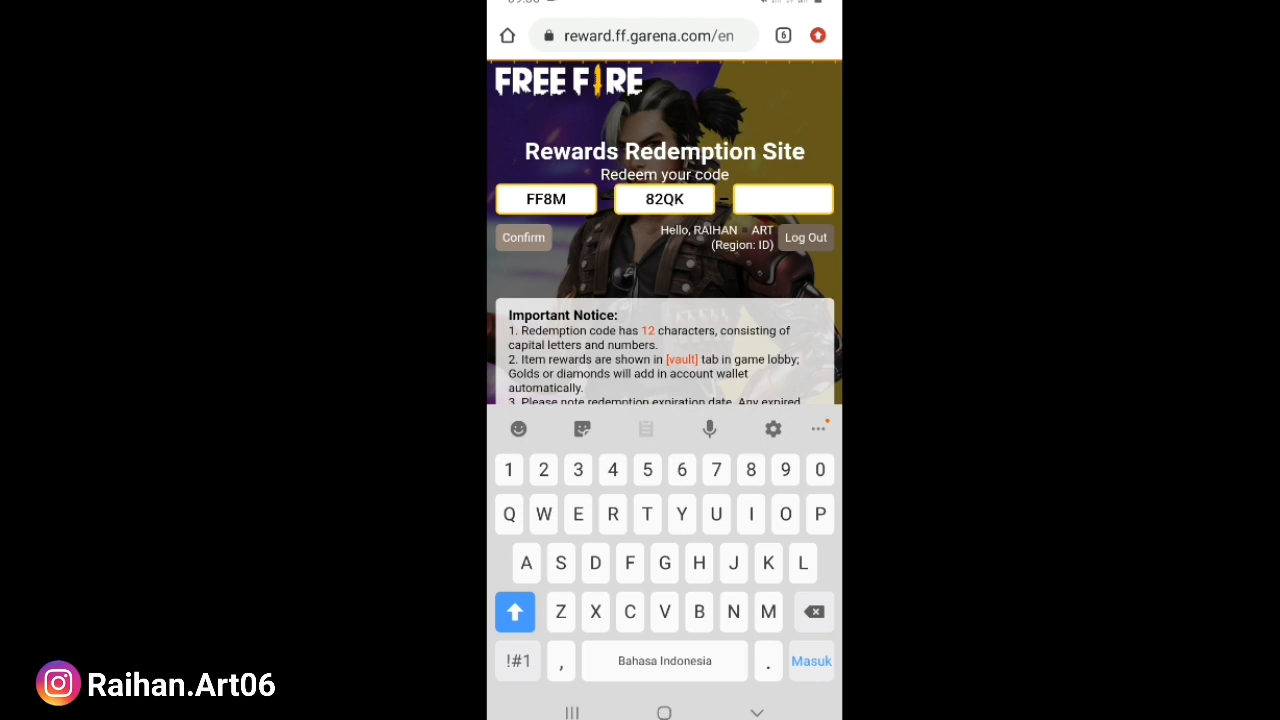 reward.ff.garena.com/en
6
FREE FIRE
Rewards Redemption Site
Redeem your code
FF8M - 82QK -
Confirm
Hello, RAIHAN ART
(Region: ID)
Log Out
Important Notice:
1. Redemption code has 12 characters, consisting of
capital letters and numbers.
2. Item rewards are shown in [vault] tab in game lobby;
Golds or diamonds will add in account wallet
automatically.
3. Please note redemption expiration date. Any expired
1 2 3 4 5 6 7 8 9 0
Q W E R T Y U I O P
A S D F G H J K L
Z X C V B N M
!#1 , Bahasa Indonesia . Masuk
Raihan.Art06